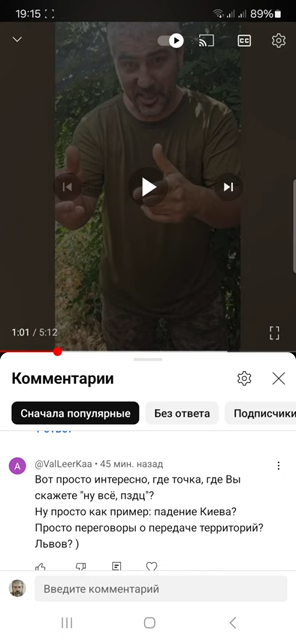 19:15
89%
CC
1:01 / 5:12
Комментарии
Сначала популярные
Без ответа
Подписчики
A
@ValLeerKaa • 45 мин. назад
Вот просто интересно, где точка, где Вы
скажете "ну всё, пздц"?
Ну просто как пример: падение Киева?
Просто переговоры о передаче территорий?
Львов? )
Введите комментарий